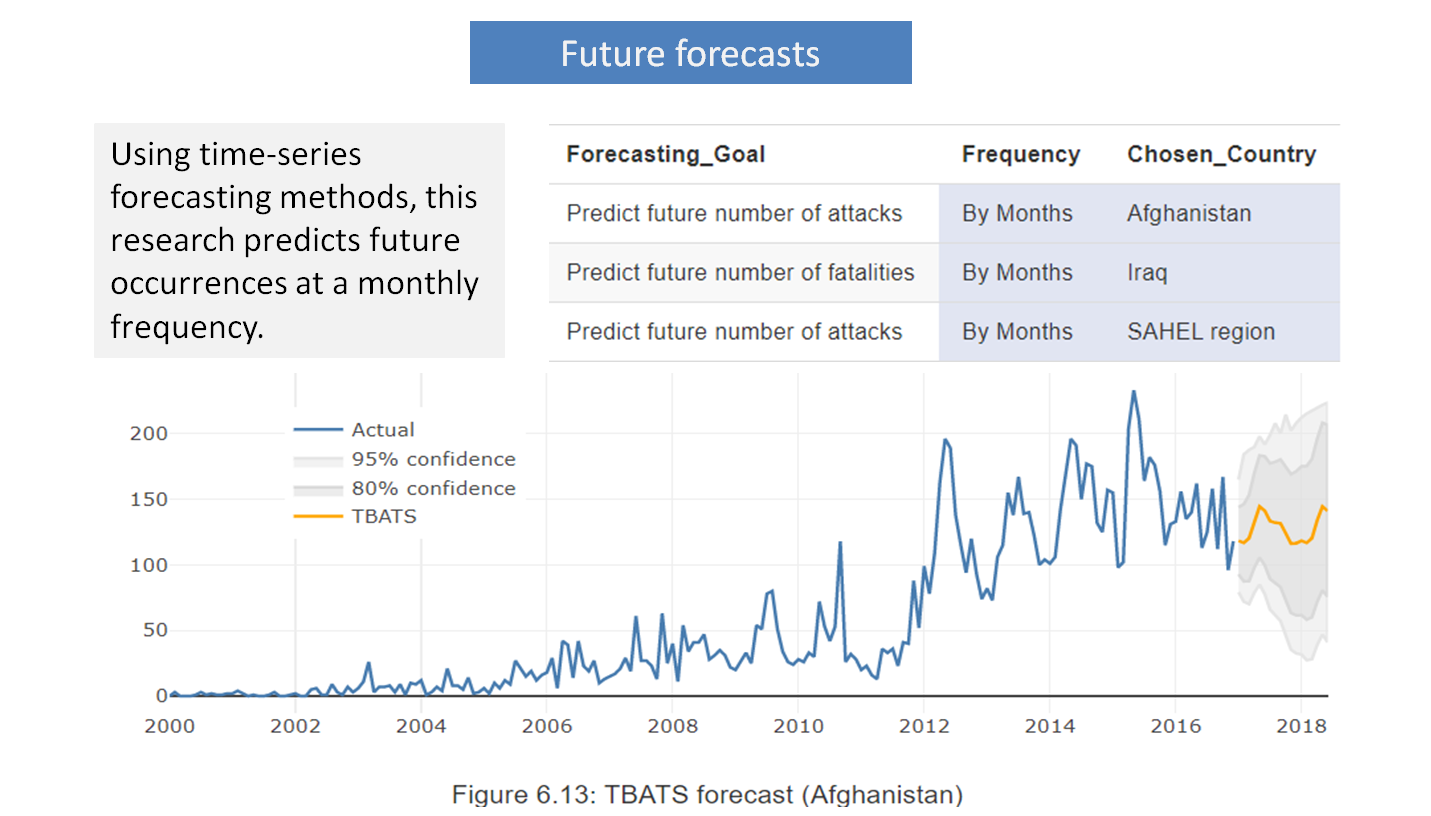 Future forecasts
Using time-series
forecasting methods, this
research predicts future
occurrences at a monthly
frequency.
Forecasting_Goal Frequency Chosen_Country
Predict future number of attacks By Months Afghanistan
Predict future number of fatalities By Months Iraq
Predict future number of attacks By Months SAHEL region
Actual
95% confidence
80% confidence
TBATS
200
150
100
50
0
2000 2002 2004 2006 2008 2010 2012 2014 2016 2018
Figure 6.13: TBATS forecast (Afghanistan)